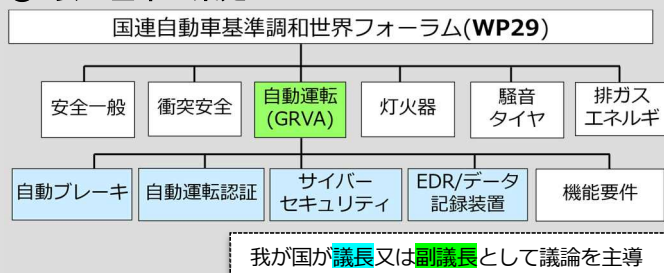 国連自動車基準調和世界フォーラム(WP29)
安全一般
衝突安全
自動運転
(GRVA)
灯火器
騒音
タイヤ
排ガス
エネルギ
自動ブレーキ
自動運転認証
サイバー
セキュリティ
EDR/データ
記録装置
機能要件
我が国が議長又は副議長として議論を主導